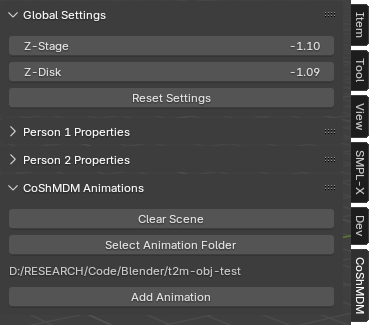 Global Settings
Z-Stage -1.10
Z-Disk -1.09
Reset Settings
Person 1 Properties
Person 2 Properties
CoShMDM Animations
Clear Scene
Select Animation Folder
D:/RESEARCH/Code/Blender/t2m-obj-test
Add Animation
Item
Tool
View
SMPL-X
Dev
CoShMDM